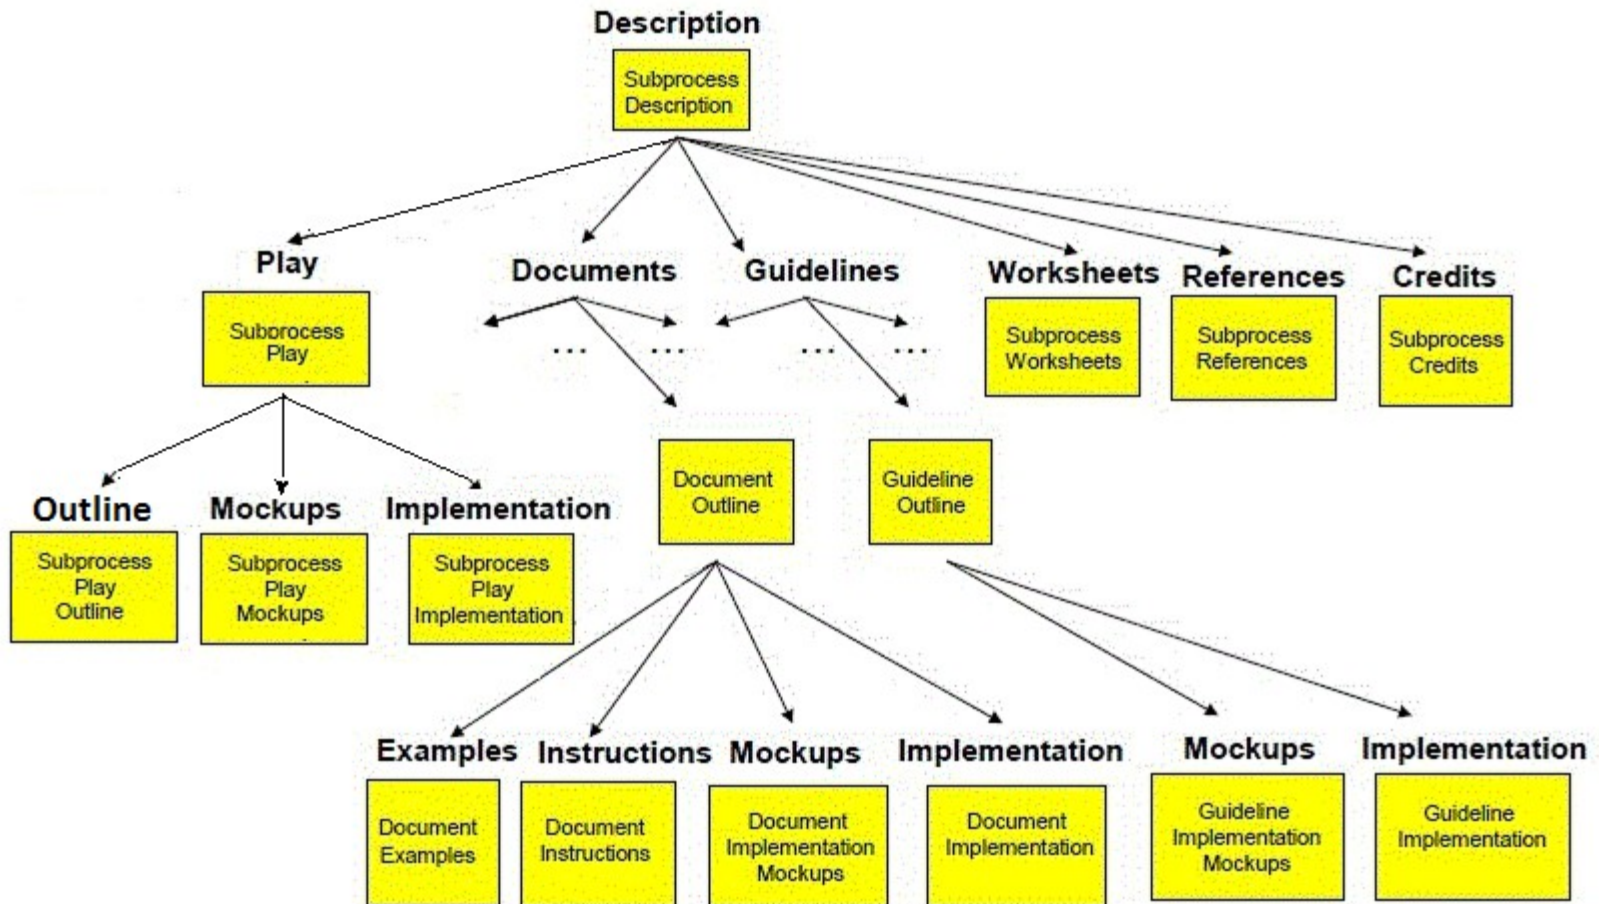 Description
Subprocess
Description
Play
Documents
Guidelines
Worksheets
References
Credits
Subprocess
Play
... ...
... ...
Subprocess
Worksheets
Subprocess
References
Subprocess
Credits
Document
Outline
Guideline
Outline
Outline
Mockups
Implementation
Subprocess
Play
Outline
Subprocess
Play
Mockups
Subprocess
Play
Implementation
Examples
Instructions
Mockups
Implementation
Mockups
Implementation
Document
Examples
Document
Instructions
Document
Implementation
Mockups
Document
Implementation
Guideline
Implementation
Mockups
Guideline
Implementation